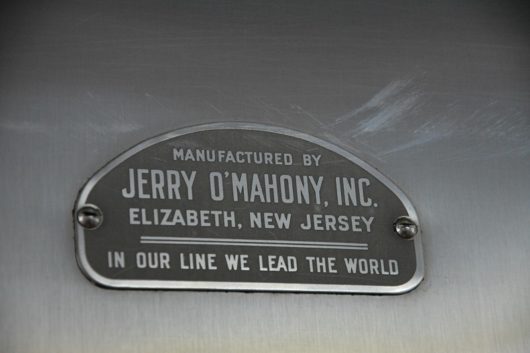 MANUFACTURED BY
JERRY O'MAHONY, INC.
ELIZABETH, NEW JERSEY
IN OUR LINE WE LEAD THE WORLD